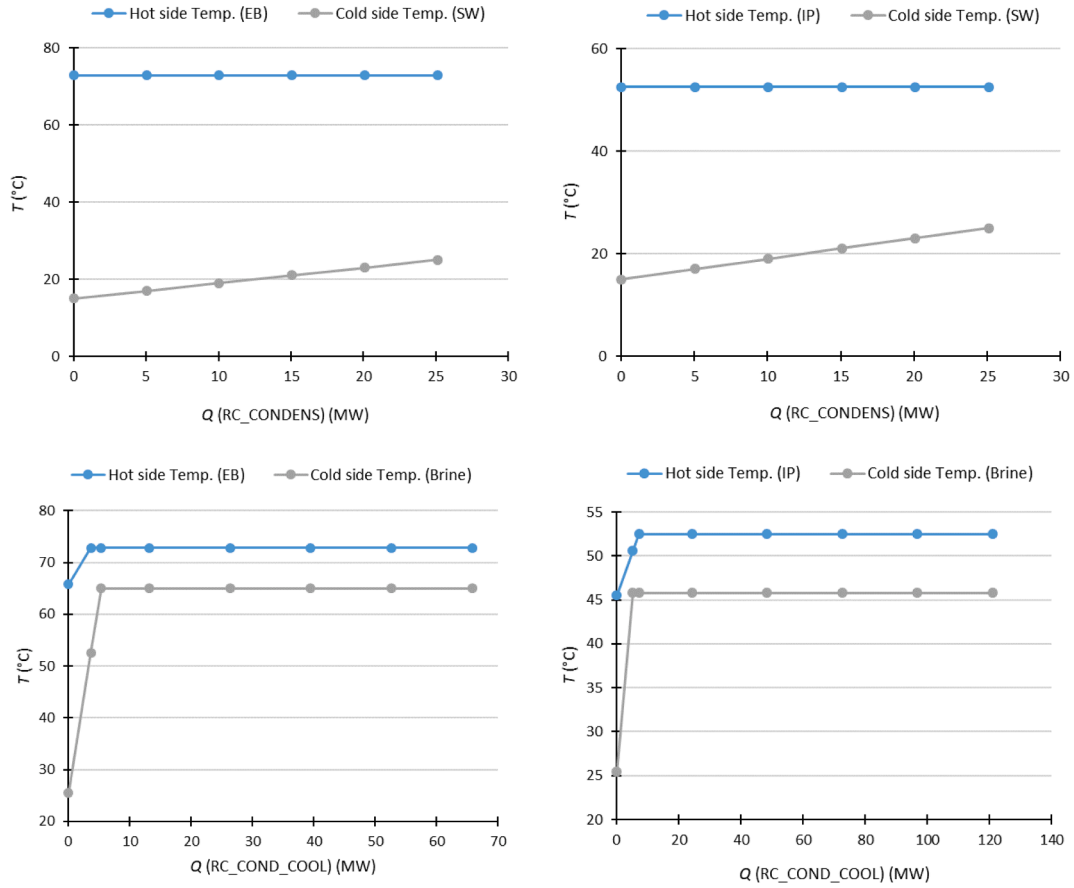 Hot side Temp. (EB) Cold side Temp. (SW)
80
60
40
20
0
T (°C)
0 5 10 15 20 25 30
Q (RC_CONDENS) (MW)
Hot side Temp. (IP) Cold side Temp. (SW)
60
40
20
0
T (°C)
0 5 10 15 20 25 30
Q (RC_CONDENS) (MW)
Hot side Temp. (EB) Cold side Temp. (Brine)
80
70
60
50
40
30
20
T (°C)
0 10 20 30 40 50 60 70
Q (RC_COND_COOL) (MW)
Hot side Temp. (IP) Cold side Temp. (Brine)
55
50
45
40
35
30
25
20
T (°C)
0 20 40 60 80 100 120 140
Q (RC_COND_COOL) (MW)